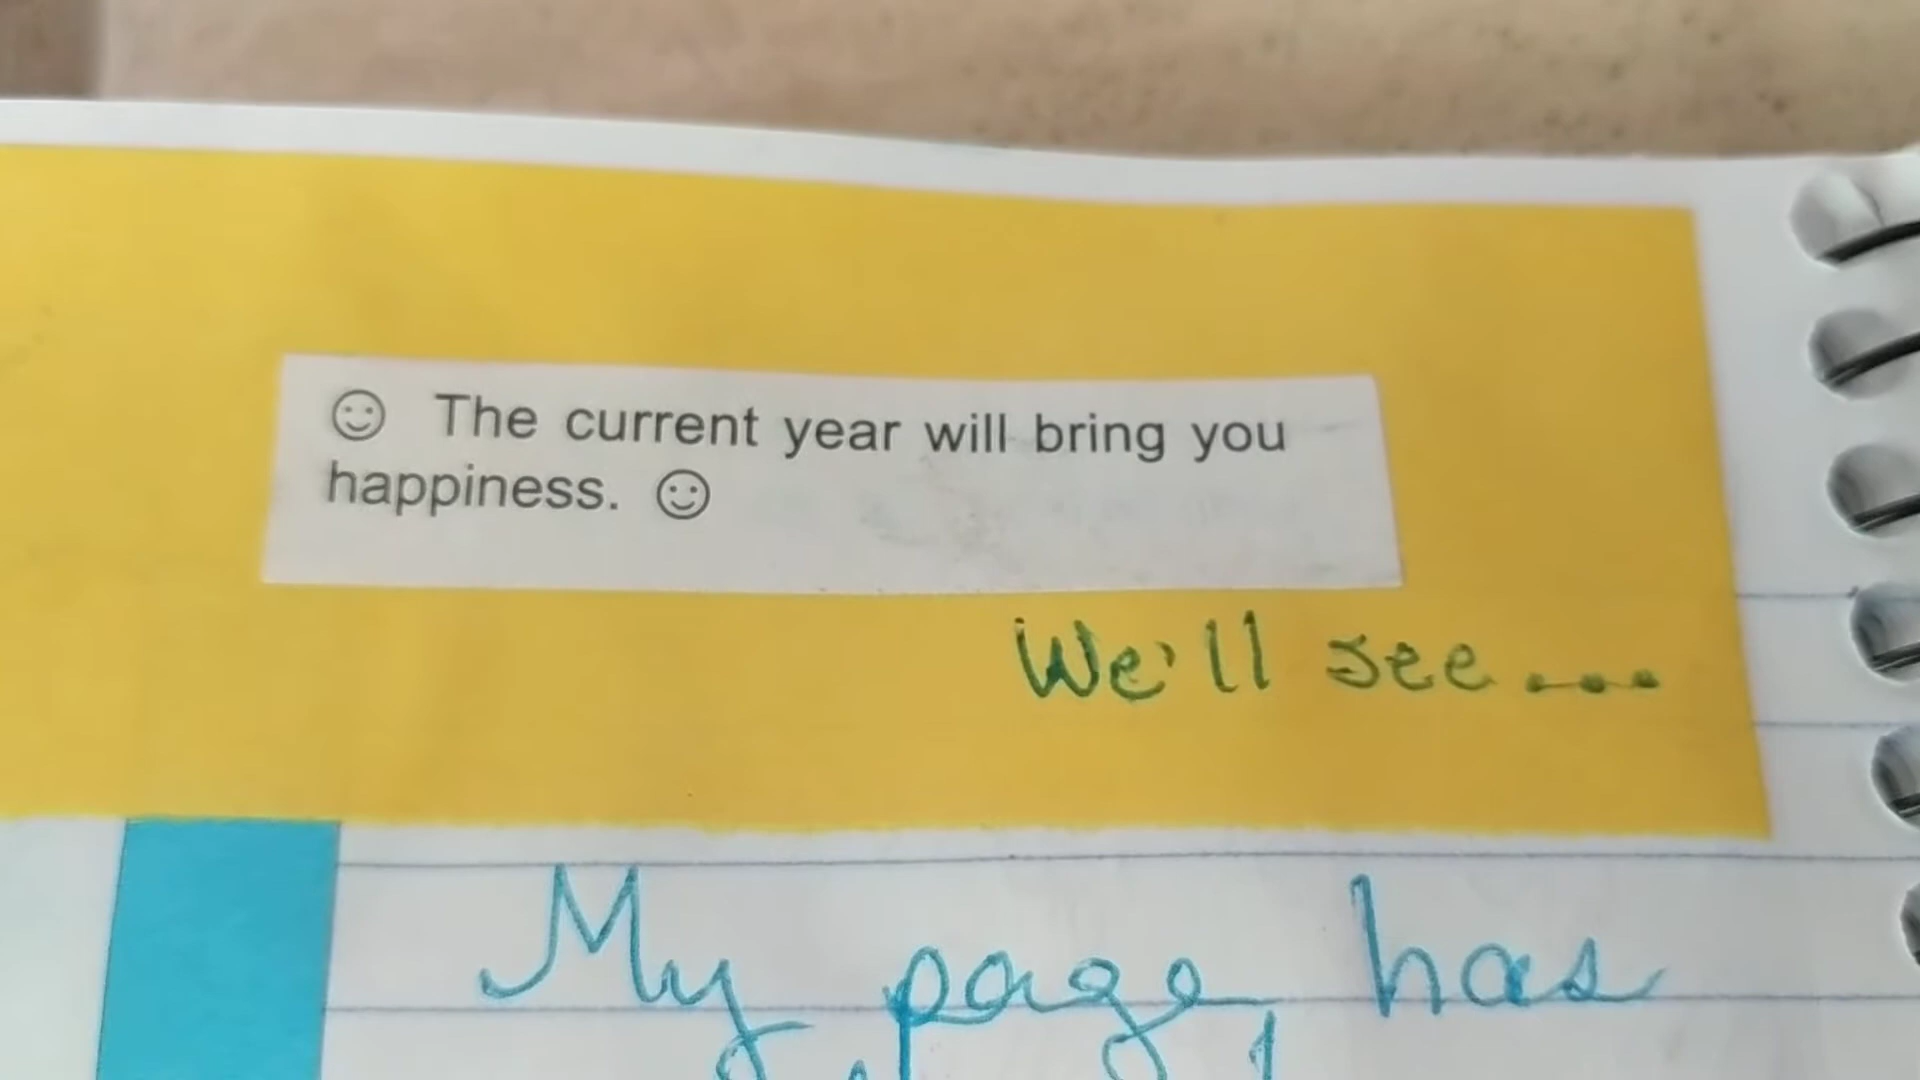 ☺ The current year will bring you
happiness. ☺
We'll see...
My page has